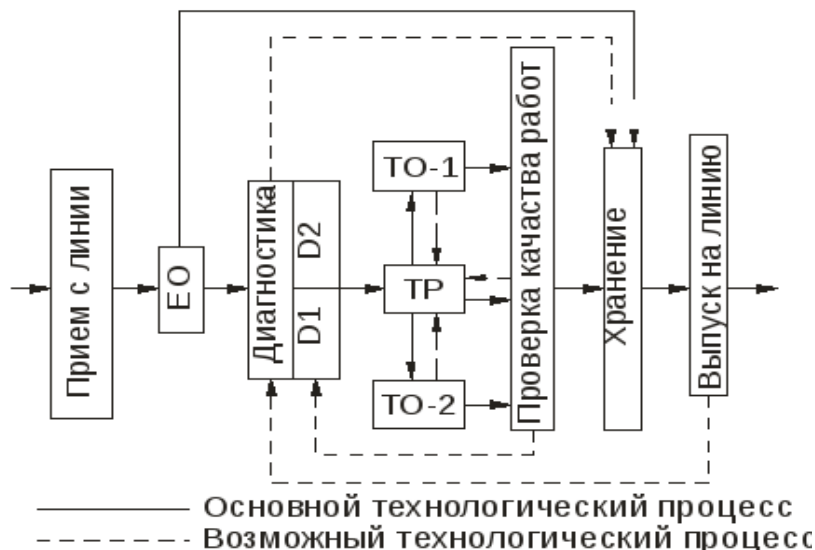 Прием с линии
ЕО
Диагностика
D1 D2
ТО-1
ТР
ТО-2
Проверка качаства работ
Хранение
Выпуск на линию
Основной технологический процесс
Возможный технологический процесс